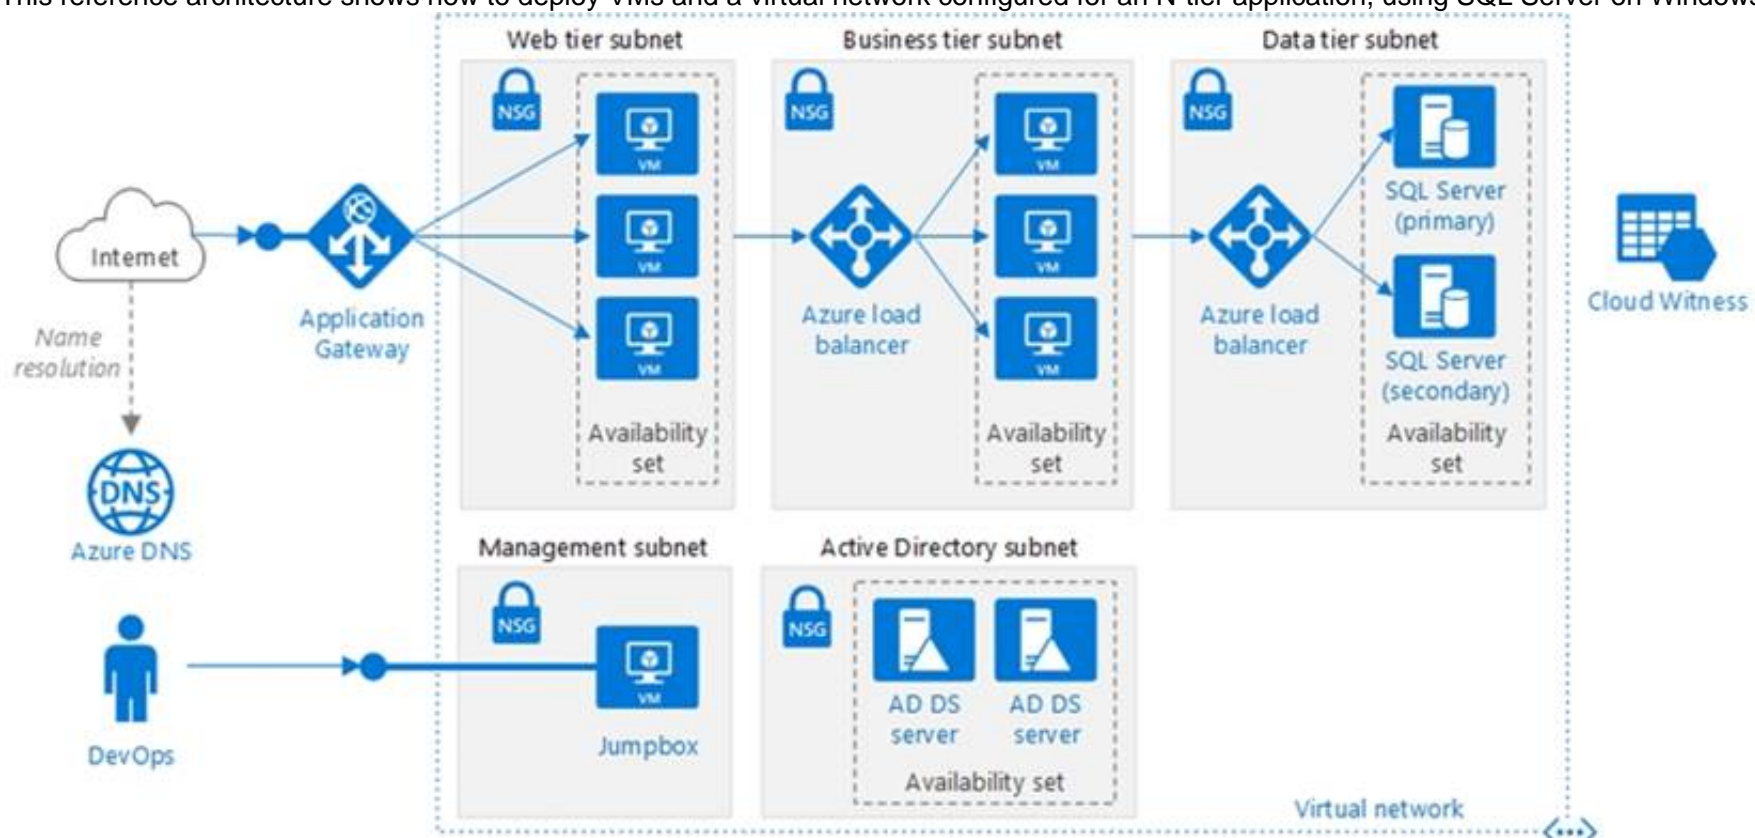 This reference architecture shows how to deploy VMs and a virtual network configured for an N-tier application, using SQL Server on Windows
Web tier subnet
Business tier subnet
Data tier subnet
NSG
VM
VM
VM
Availability
set
NSG
VM
VM
VM
Availability
set
NSG
SQL Server
(primary)
SQL Server
(secondary)
Availability
set
Internet
Application
Gateway
Azure load
balancer
Azure load
balancer
Cloud Witness
Name
resolution
DNS
Azure DNS
Management subnet
Active Directory subnet
NSG
VM
Jumpbox
NSG
AD DS
server
AD DS
server
Availability set
DevOps
Virtual network